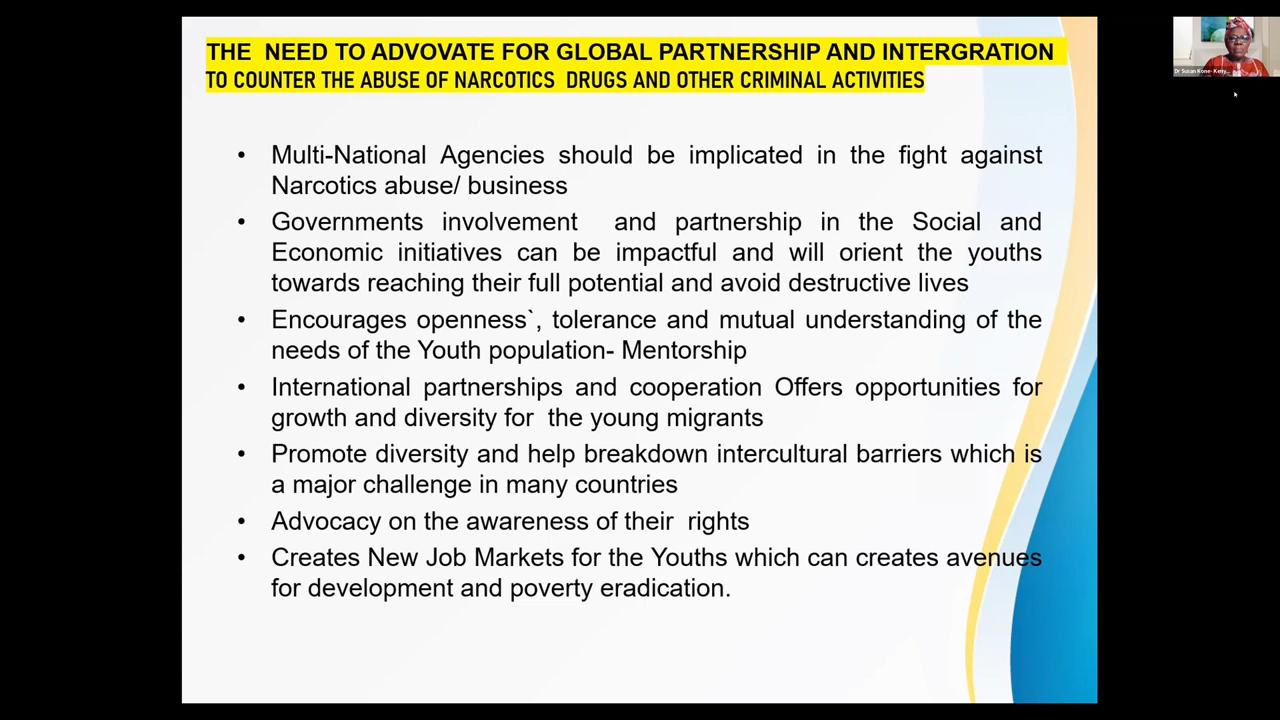 THE NEED TO ADVOVATE FOR GLOBAL PARTNERSHIP AND INTERGRATION
TO COUNTER THE ABUSE OF NARCOTICS DRUGS AND OTHER CRIMINAL ACTIVITIES
• Multi-National Agencies should be implicated in the fight against
Narcotics abuse/ business
• Governments involvement and partnership in the Social and
Economic initiatives can be impactful and will orient the youths
towards reaching their full potential and avoid destructive lives
• Encourages openness`, tolerance and mutual understanding of the
needs of the Youth population- Mentorship
• International partnerships and cooperation Offers opportunities for
growth and diversity for the young migrants
• Promote diversity and help breakdown intercultural barriers which is
a major challenge in many countries
• Advocacy on the awareness of their rights
• Creates New Job Markets for the Youths which can creates avenues
for development and poverty eradication.
Dr Susan Kone-